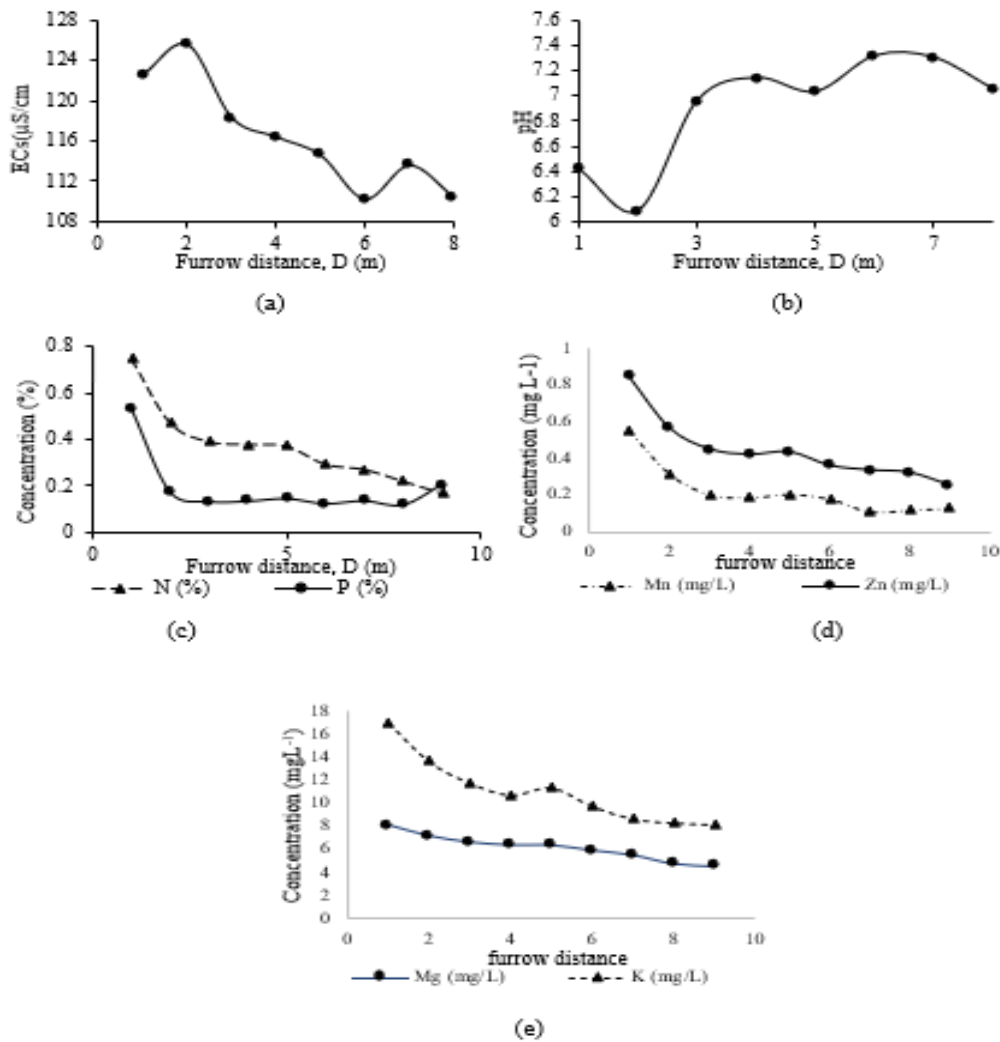 128
124
120
116
112
108
ECs(µS/cm
0 2 4 6 8
Furrow distance, D (m)
(a)
7.6
7.4
7.2
7
6.8
6.6
6.4
6.2
6
pH
1 3 5 7
Furrow distance, D (m)
(b)
0.8
0.6
0.4
0.2
0
Concentration (%)
0 5 10
Furrow distance, D (m)
N (%) P (%)
(c)
1
0.8
0.6
0.4
0.2
0
Concentration (mg L-1)
0 2 4 6 8 10
furrow distance
Mn (mg/L) Zn (mg/L)
(d)
18
16
14
12
10
8
6
4
2
0
Concentration (mgL⁻¹)
0 2 4 6 8 10
furrow distance
Mg (mg/L) K (mg/L)
(e)